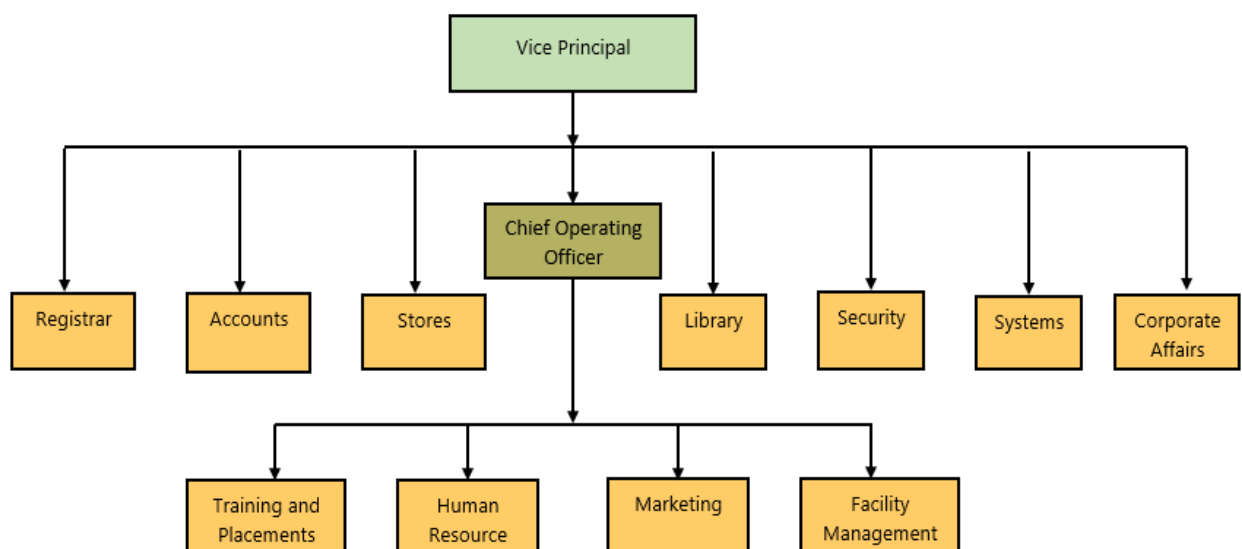 Vice Principal
Chief Operating
Officer
Registrar
Accounts
Stores
Library
Security
Systems
Corporate
Affairs
Training and
Placements
Human
Resource
Marketing
Facility
Management